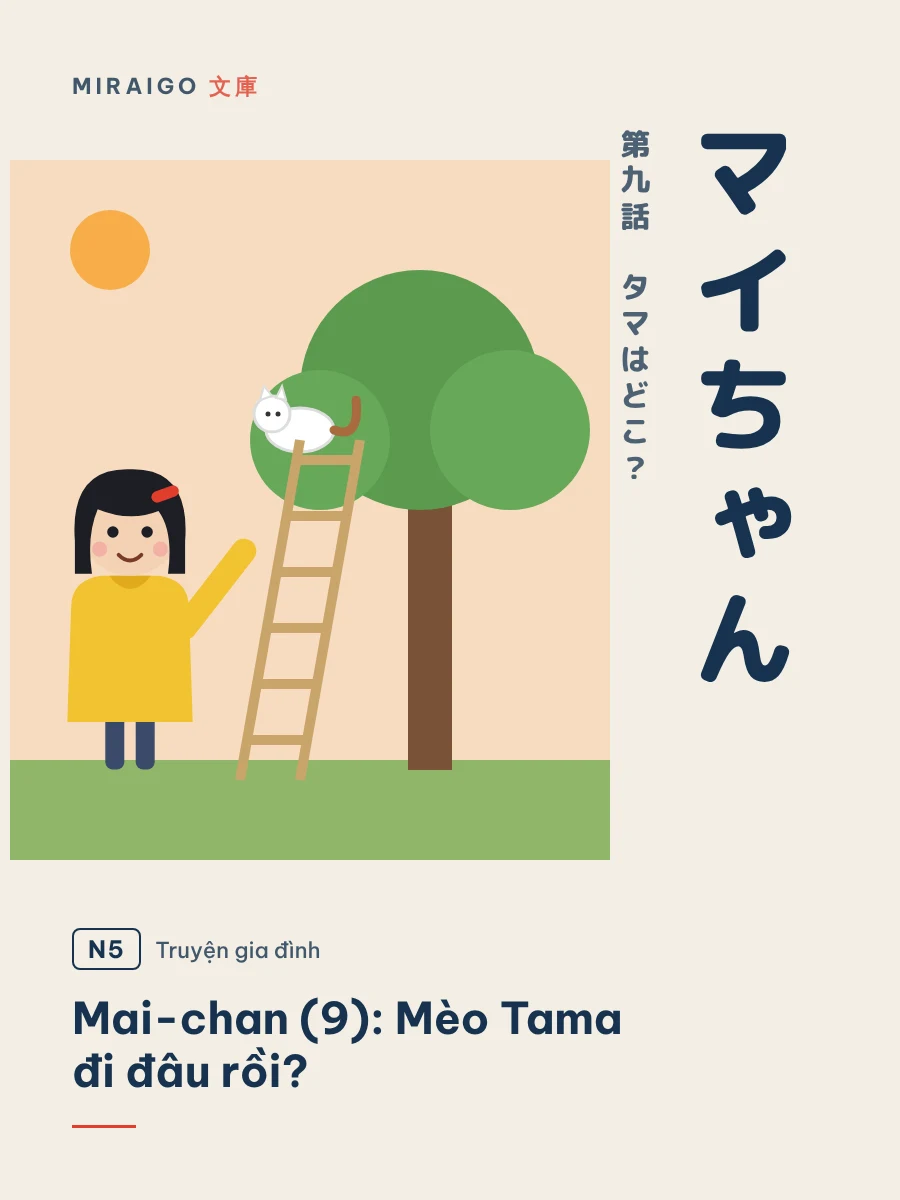 MIRAIGO 文庫
マイちゃん
第九話 タマはどこ？
N5 Truyện gia đình
Mai-chan (9): Mèo Tama
đi đâu rồi?